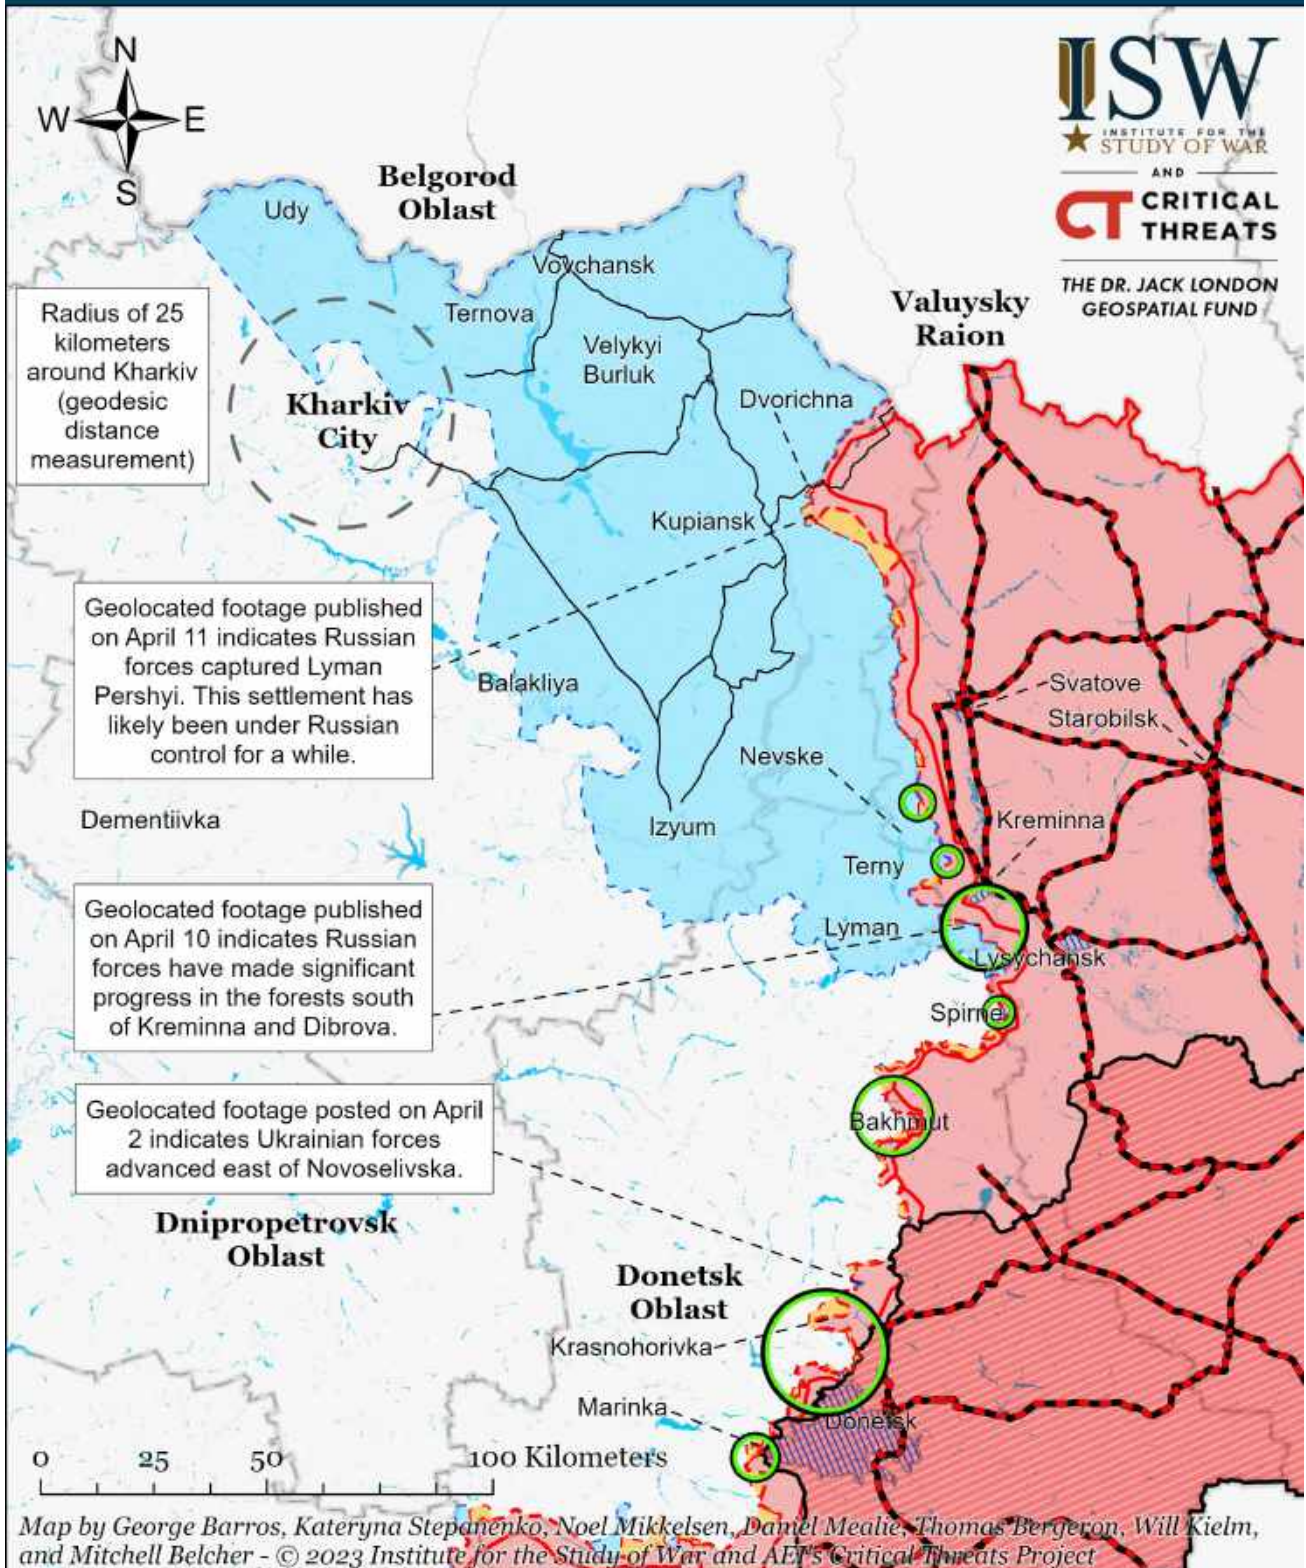 N
W E
S
ISW
INSTITUTE FOR THE
STUDY OF WAR
AND
CT CRITICAL
THREATS
THE DR. JACK LONDON
GEOSPATIAL FUND
Belgorod
Oblast
Udy
Vovchansk
Ternova
Valuysky
Raion
Radius of 25
kilometers
around Kharkiv
(geodesic
distance
measurement)
Velykyi
Burluk
Kharkiv
City
Dvorichna
Kupiansk
Geolocated footage published
on April 11 indicates Russian
forces captured Lyman
Pershyi. This settlement has
likely been under Russian
control for a while.
Balakliya
Svatove
Starobilsk
Nevske
Dementiivka
Izyum
Kreminna
Terny
Geolocated footage published
on April 10 indicates Russian
forces have made significant
progress in the forests south
of Kreminna and Dibrova.
Lyman
Lysychansk
Spirne
Geolocated footage posted on April
2 indicates Ukrainian forces
advanced east of Novoselivska.
Bakhmut
Dnipropetrovsk
Oblast
Donetsk
Oblast
Krasnohorivka
Marinka
Donetsk
0 25 50 100 Kilometers
Map by George Barros, Kateryna Stepanenko, Noel Mikkelsen, Daniel Mealie, Thomas Bergeron, Will Kielm,
and Mitchell Belcher - © 2023 Institute for the Study of War and AEI's Critical Threats Project